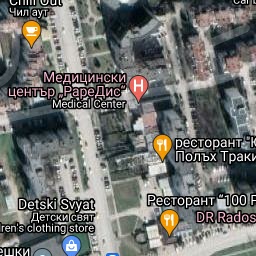 Chill Out
Чил аут
Медицински
център „РареДис“
Medical Center
ресторант
Полъх Траки
Detski Svyat
Детски свят
ren's clothing store
Ресторант "100
DR Rados
ешки